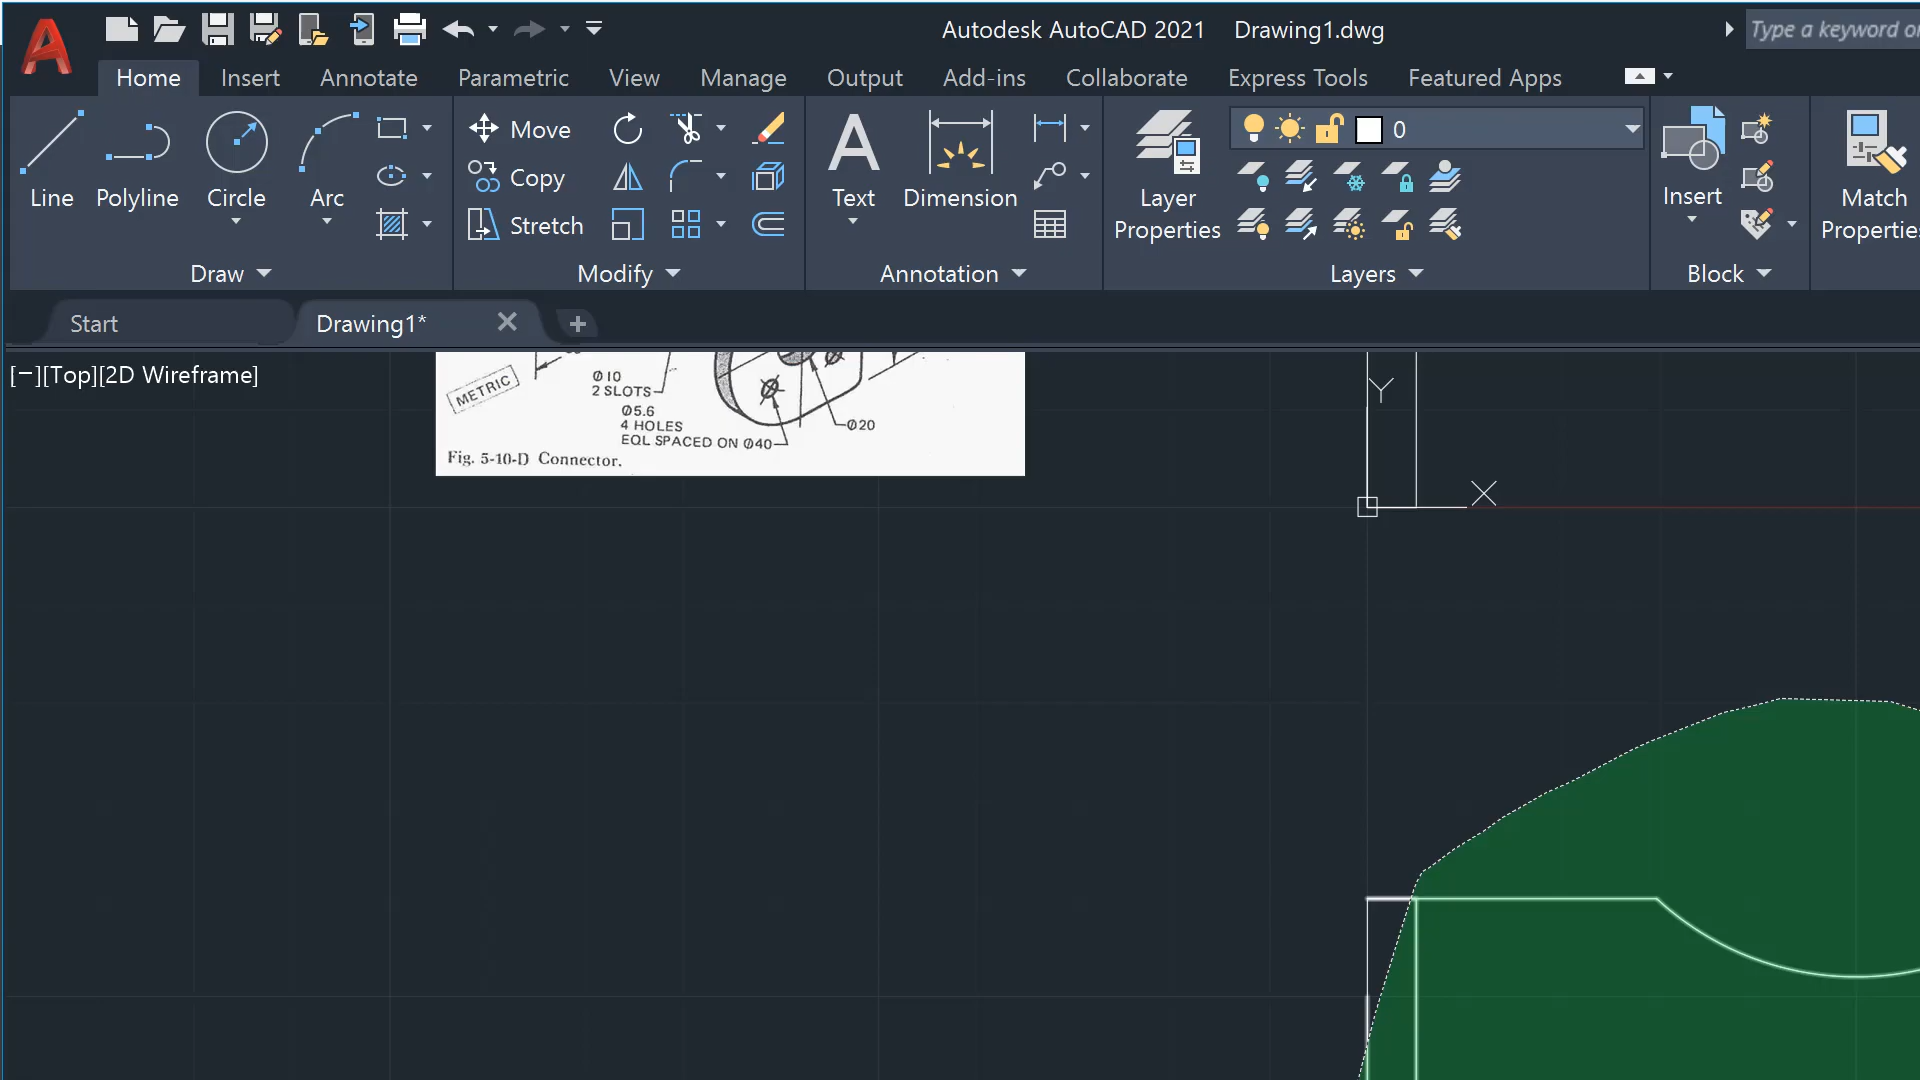 Autodesk AutoCAD 2021 Drawing1.dwg Type a keyword or
Home Insert Annotate Parametric View Manage Output Add-ins Collaborate Express Tools Featured Apps
Line Polyline Circle Arc
Move
Copy
Stretch
Text Dimension
Layer
Properties
0
Insert
Match
Properties
Draw Modify Annotation Layers Block
Start Drawing1*
[−][Top][2D Wireframe]
METRIC
Ø10
2 SLOTS
Ø5.6
4 HOLES
EQL SPACED ON Ø40
Ø20
Fig. 5-10-D Connector.
Y
X